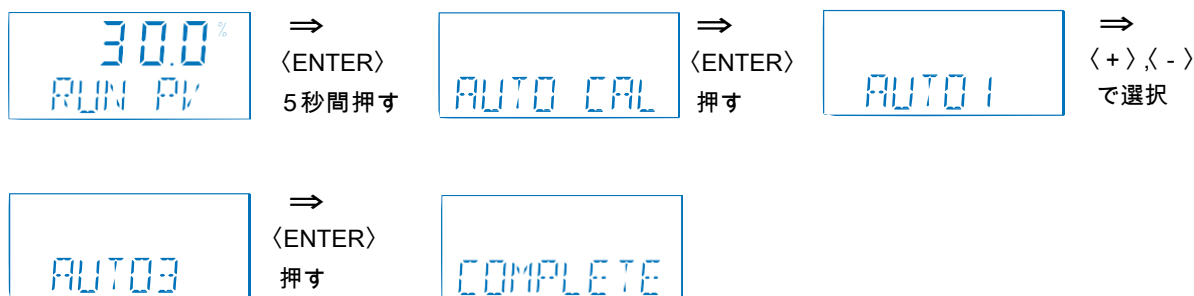 30.0%
RUN PV
⇒
〈ENTER〉
5秒間押す
AUTO CAL
⇒
〈ENTER〉
押す
AUTO1
⇒
〈+〉,〈-〉
で選択
AUTO3
⇒
〈ENTER〉
押す
COMPLETE